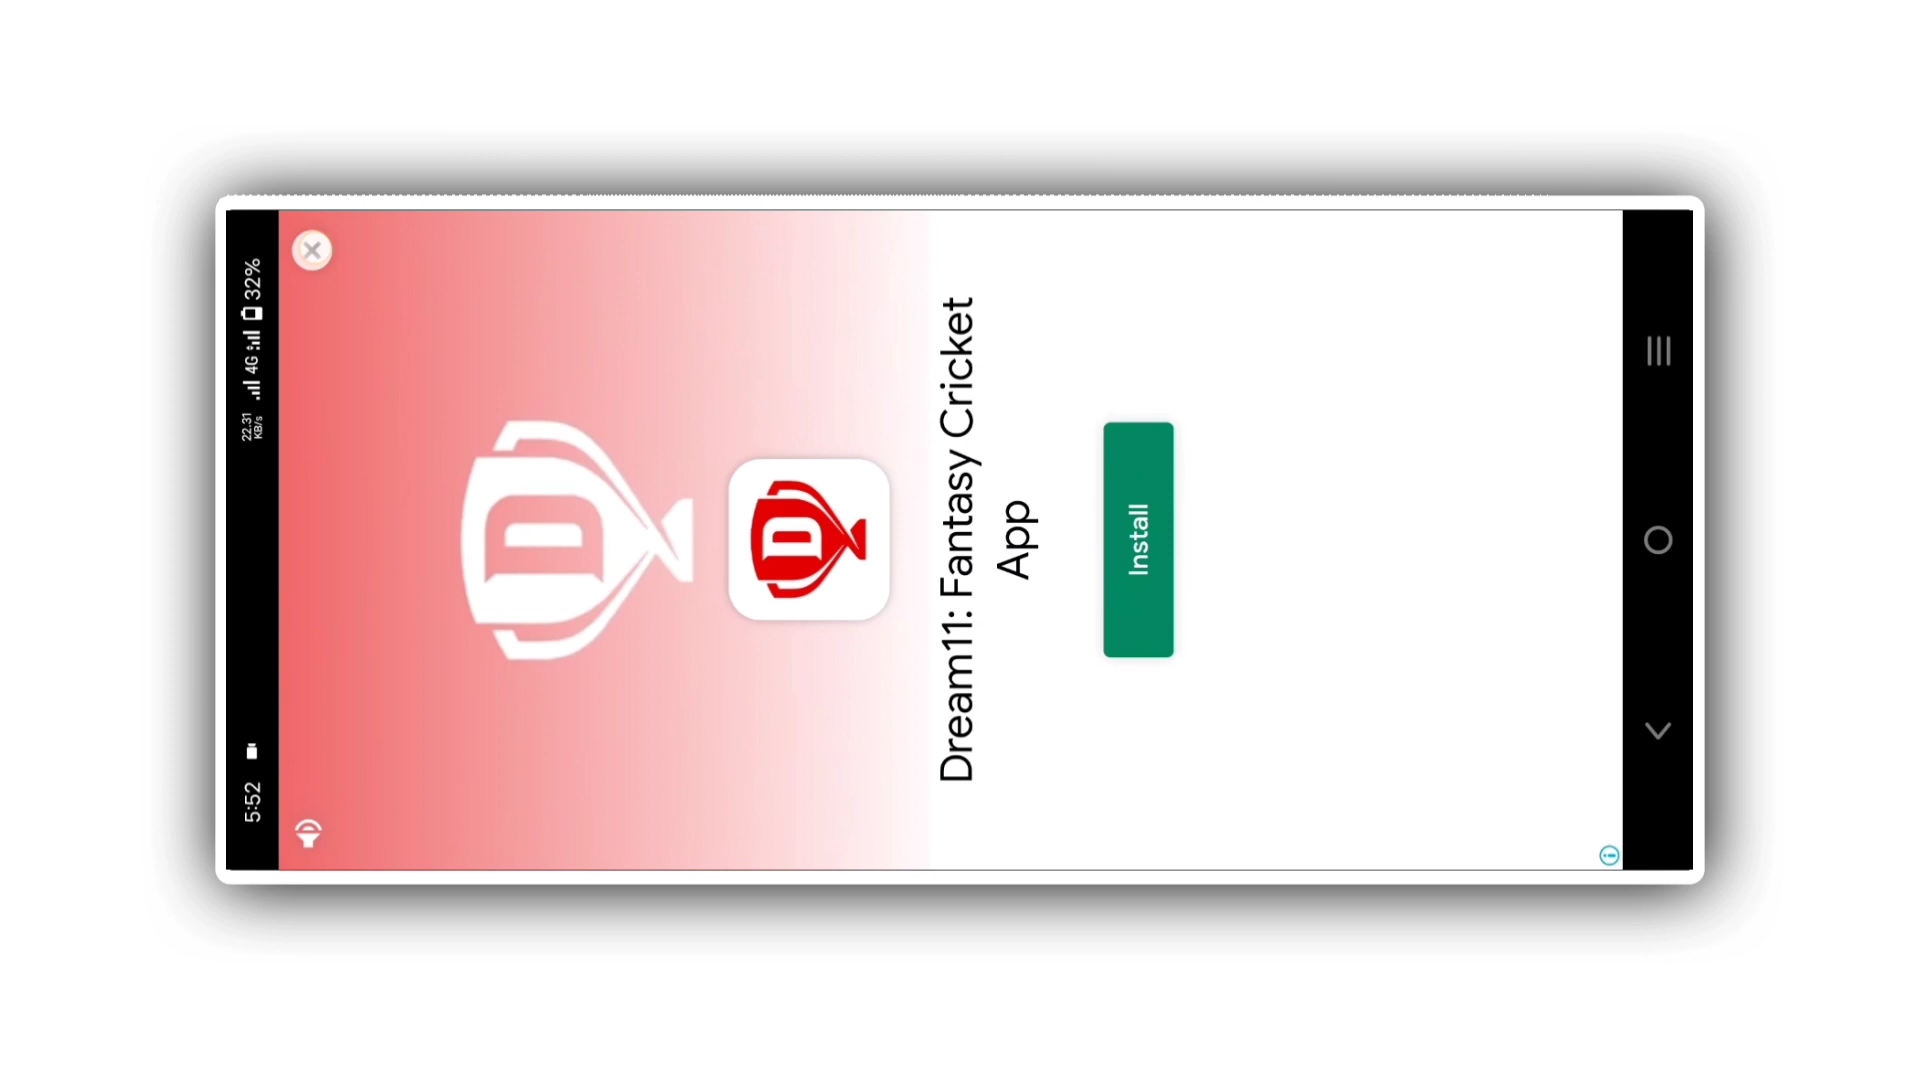 5:52
22.31
KB/s
4G
32%
D
D
Dream11: Fantasy Cricket
App
Install